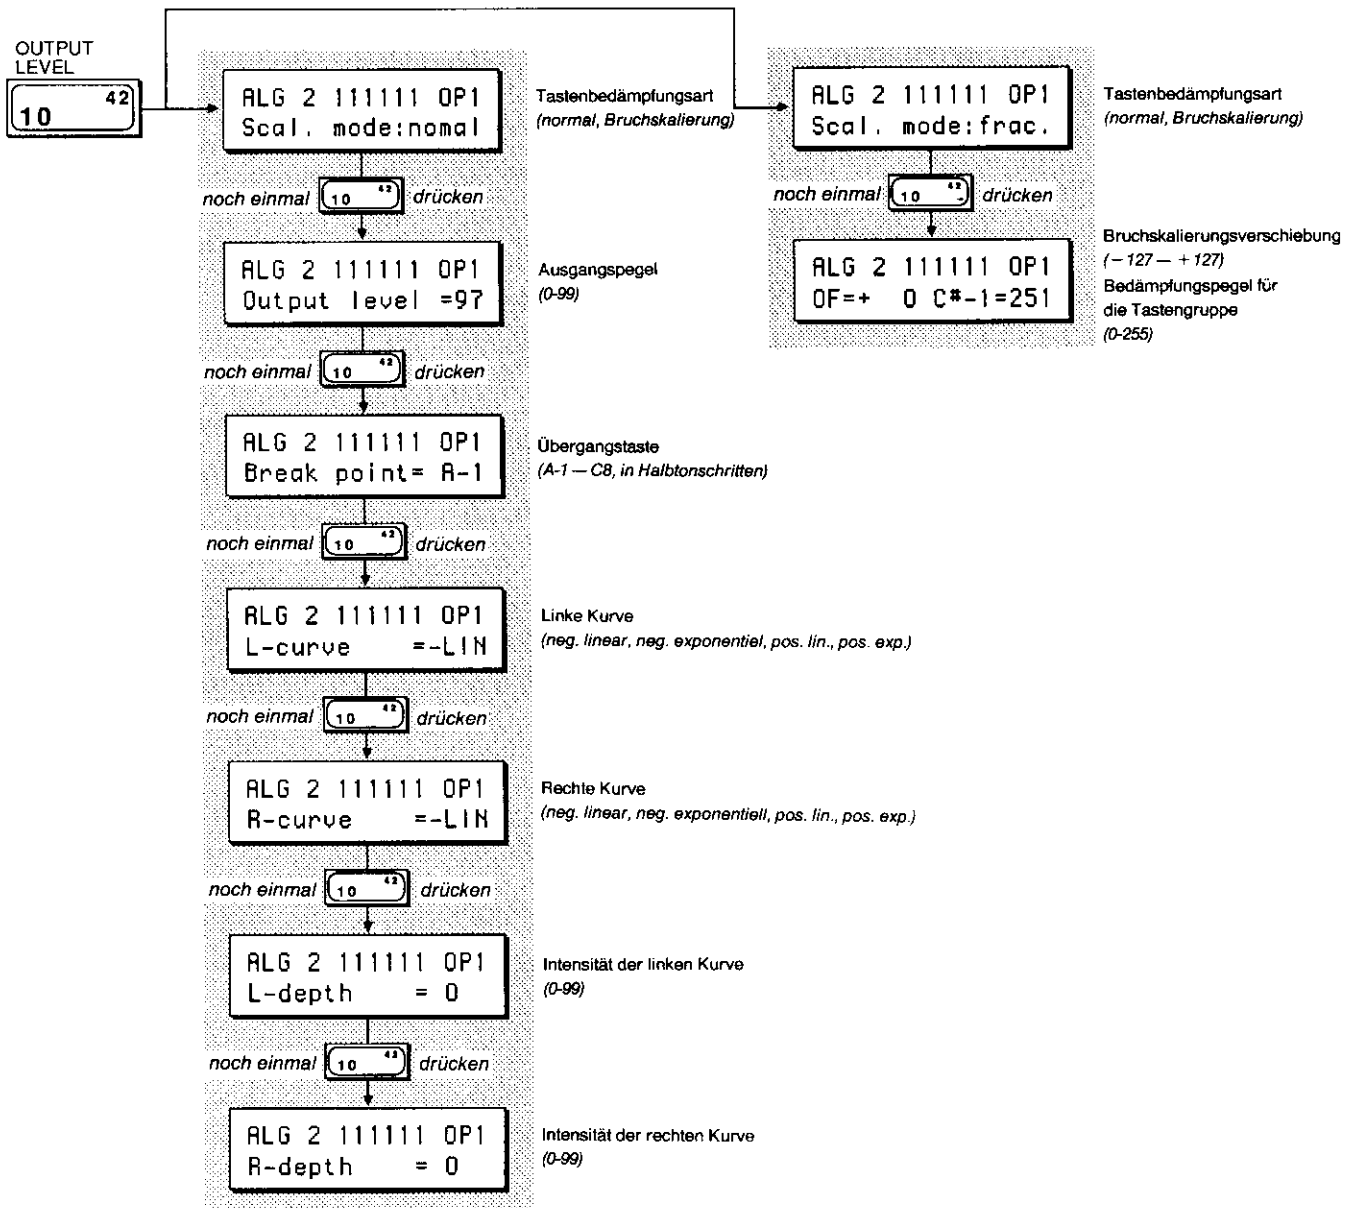 OUTPUT
LEVEL
10 42
ALG 2 111111 OP1
Scal. mode:nomal
Tastenbedämpfungsart
(normal, Bruchskalierung)
noch einmal 10 42 drücken
ALG 2 111111 OP1
Output level =97
Ausgangspegel
(0-99)
noch einmal 10 42 drücken
ALG 2 111111 OP1
Break point= A-1
Übergangstaste
(A-1 — C8, in Halbtonschritten)
noch einmal 10 42 drücken
ALG 2 111111 OP1
L-curve =-LIN
Linke Kurve
(neg. linear, neg. exponentiel, pos. lin., pos. exp.)
noch einmal 10 42 drücken
ALG 2 111111 OP1
R-curve =-LIN
Rechte Kurve
(neg. linear, neg. exponentiell, pos. lin., pos. exp.)
noch einmal 10 42 drücken
ALG 2 111111 OP1
L-depth = 0
Intensität der linken Kurve
(0-99)
noch einmal 10 42 drücken
ALG 2 111111 OP1
R-depth = 0
Intensität der rechten Kurve
(0-99)
ALG 2 111111 OP1
Scal. mode:frac.
Tastenbedämpfungsart
(normal, Bruchskalierung)
noch einmal 10 42 drücken
ALG 2 111111 OP1
OF=+ 0 C#-1=251
Bruchskalierungsverschiebung
(−127 — +127)
Bedämpfungspegel für
die Tastengruppe
(0-255)